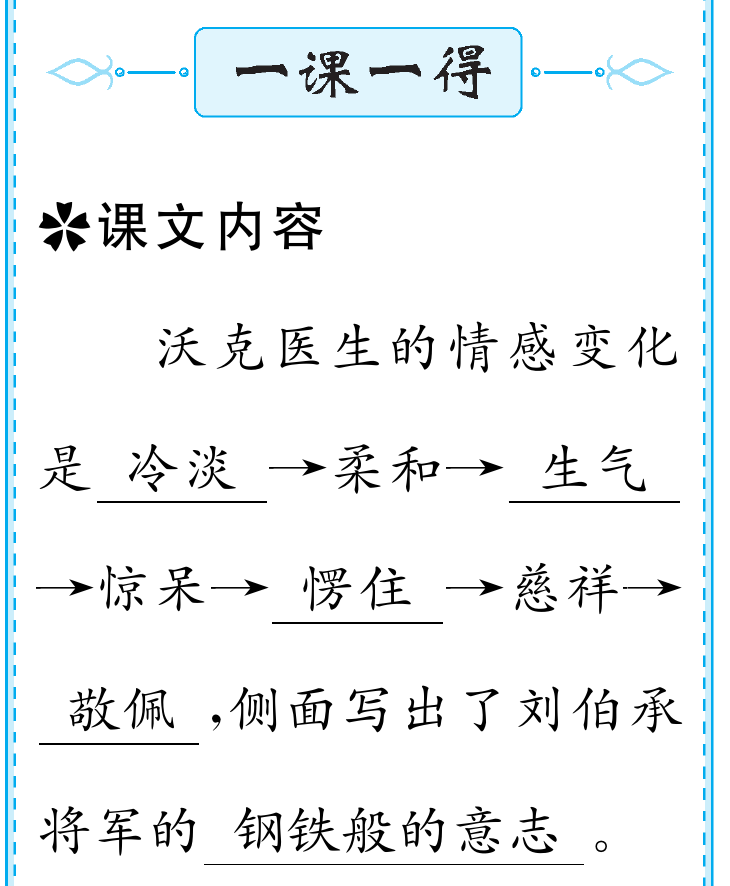 一课一得
课文内容
沃克医生的情感变化
是 冷淡 →柔和→ 生气
→惊呆→ 愣住 →慈祥→
敬佩 ,侧面写出了刘伯承
将军的 钢铁般的意志 。